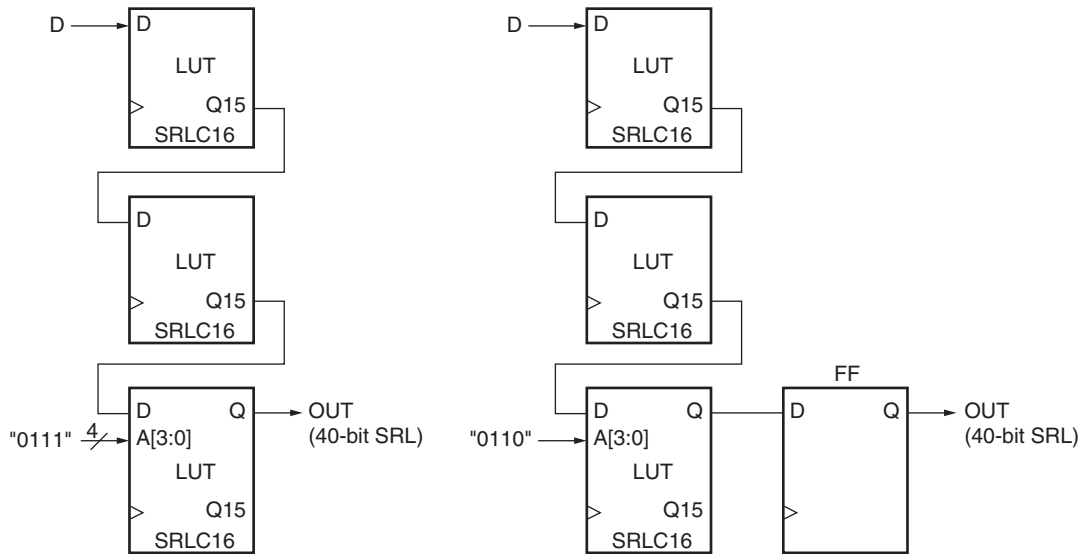 D
D
LUT
Q15
SRLC16
D
LUT
Q15
SRLC16
D
Q
OUT
(40-bit SRL)
"0111"
4
A[3:0]
LUT
Q15
SRLC16
D
D
LUT
Q15
SRLC16
D
LUT
Q15
SRLC16
D
Q
"0110"
A[3:0]
LUT
Q15
SRLC16
FF
D
Q
OUT
(40-bit SRL)